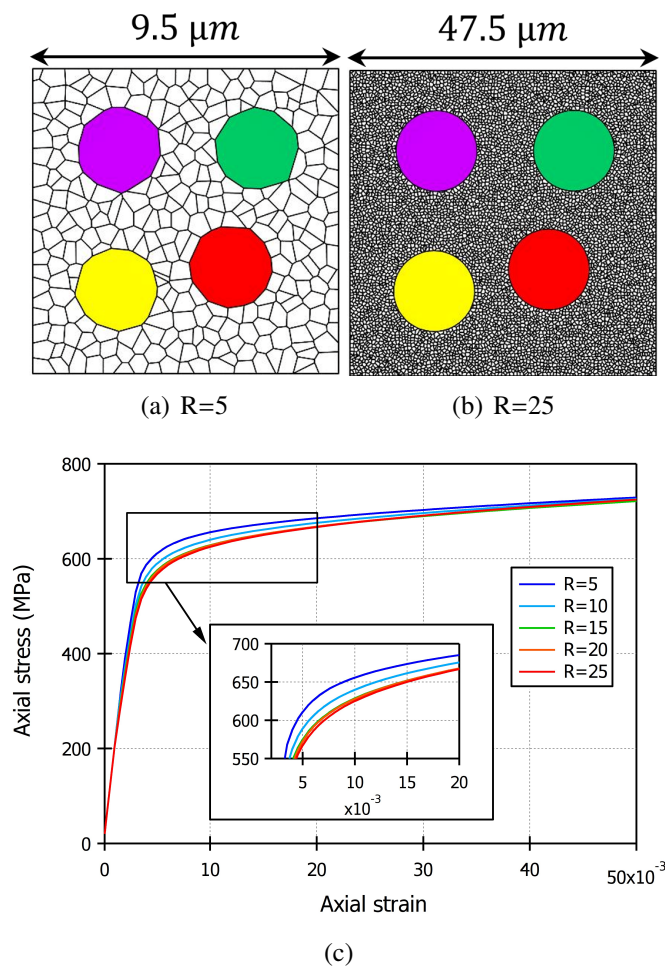 9.5 μm 47.5 μm
(a) R=5 (b) R=25
800
600
400
200
0
Axial stress (MPa)
R=5
R=10
R=15
R=20
R=25
700
650
600
550
5 10 15 20
x10⁻³
0 10 20 30 40 50x10⁻³
Axial strain
(c)